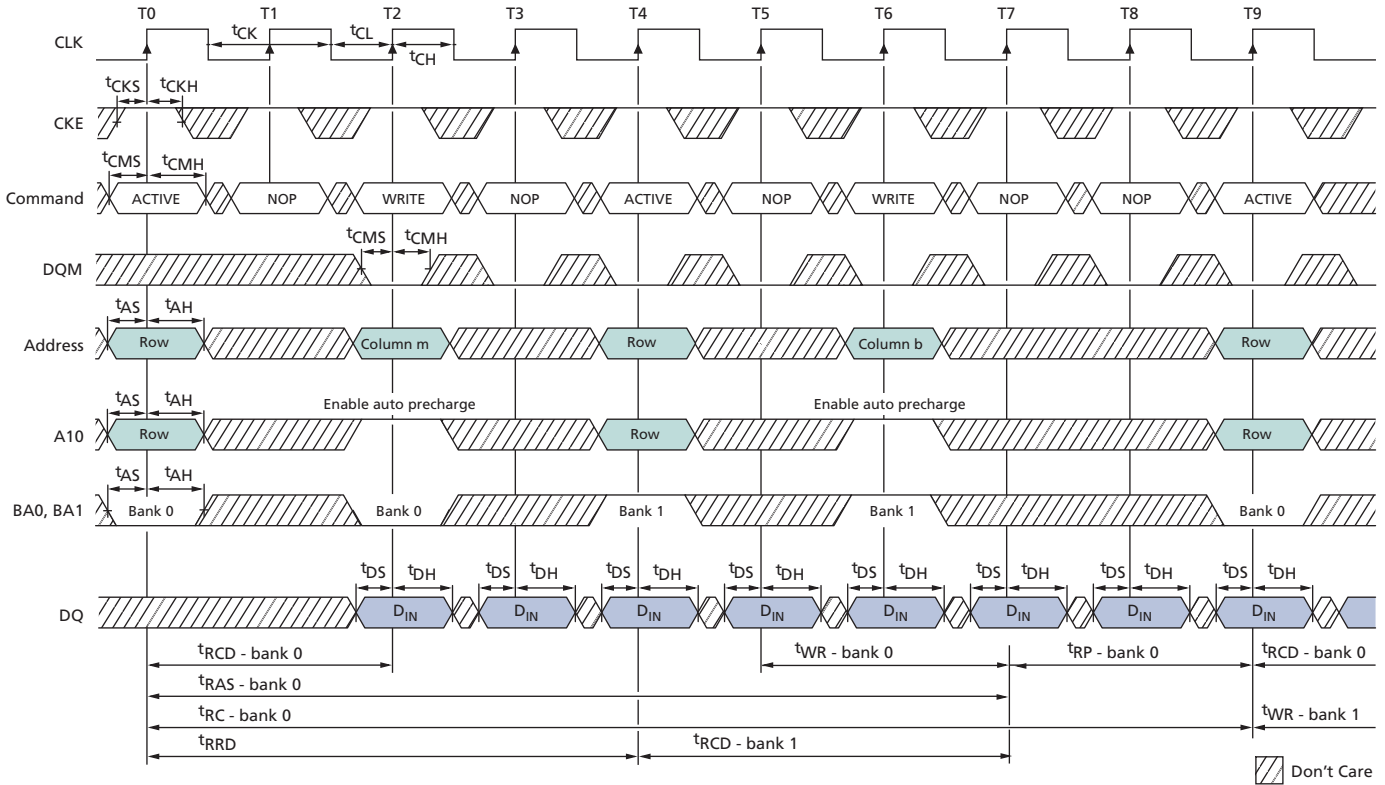 T0 T1 T2 T3 T4 T5 T6 T7 T8 T9
CLK
tCK tCL
tCH
tCKS tCKH
CKE
tCMS tCMH
Command ACTIVE NOP WRITE NOP ACTIVE NOP WRITE NOP NOP ACTIVE
tCMS tCMH
DQM
tAS tAH
Address Row Column m Row Column b Row
tAS tAH Enable auto precharge Enable auto precharge
A10 Row Row Row
tAS tAH
BA0, BA1 Bank 0 Bank 0 Bank 1 Bank 1 Bank 0
tDS tDH tDS tDH tDS tDH tDS tDH tDS tDH tDS tDH tDS tDH tDS tDH
DQ DIN DIN DIN DIN DIN DIN DIN DIN
tRCD - bank 0 tWR - bank 0 tRP - bank 0 tRCD - bank 0
tRAS - bank 0
tRC - bank 0 tWR - bank 1
tRRD tRCD - bank 1
Don't Care